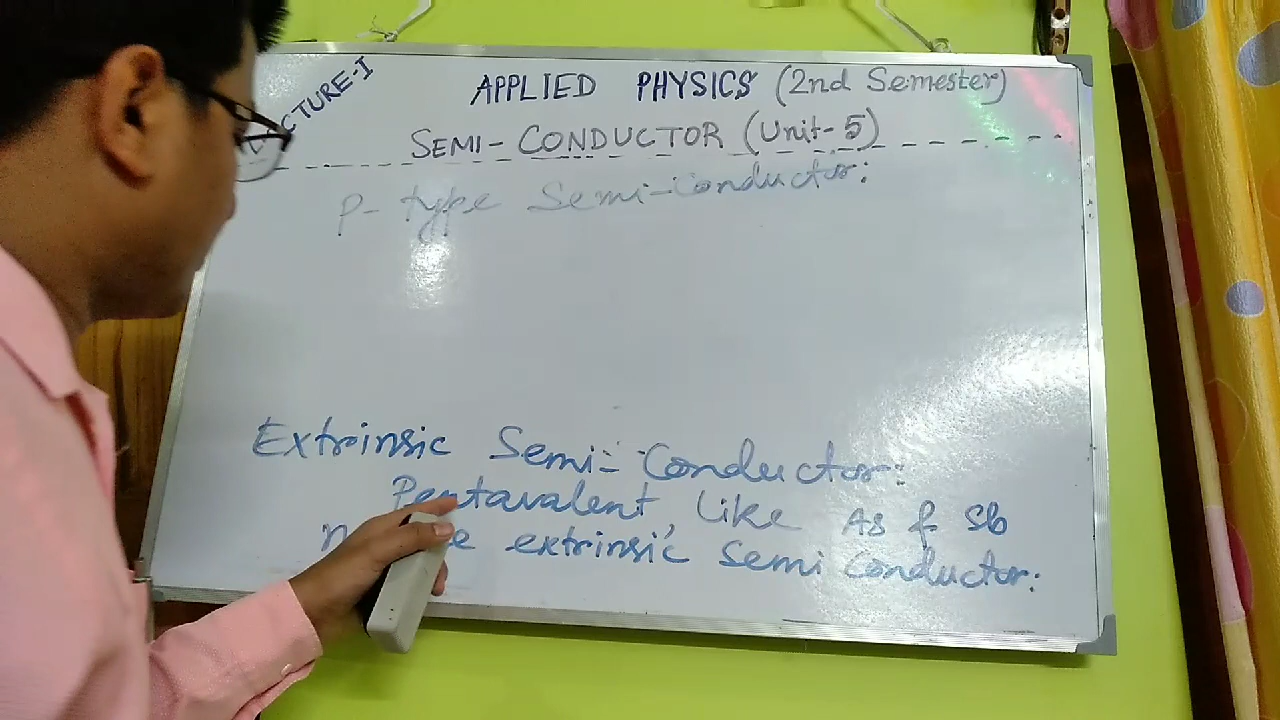 APPLIED PHYSICS (2nd Semester)
SEMI-CONDUCTOR (Unit-5)
P-type Semi-Conductor:
Extrinsic Semi-Conductor:
Pentavalent, Like As & Sb
extrinsic Semi Conductor: